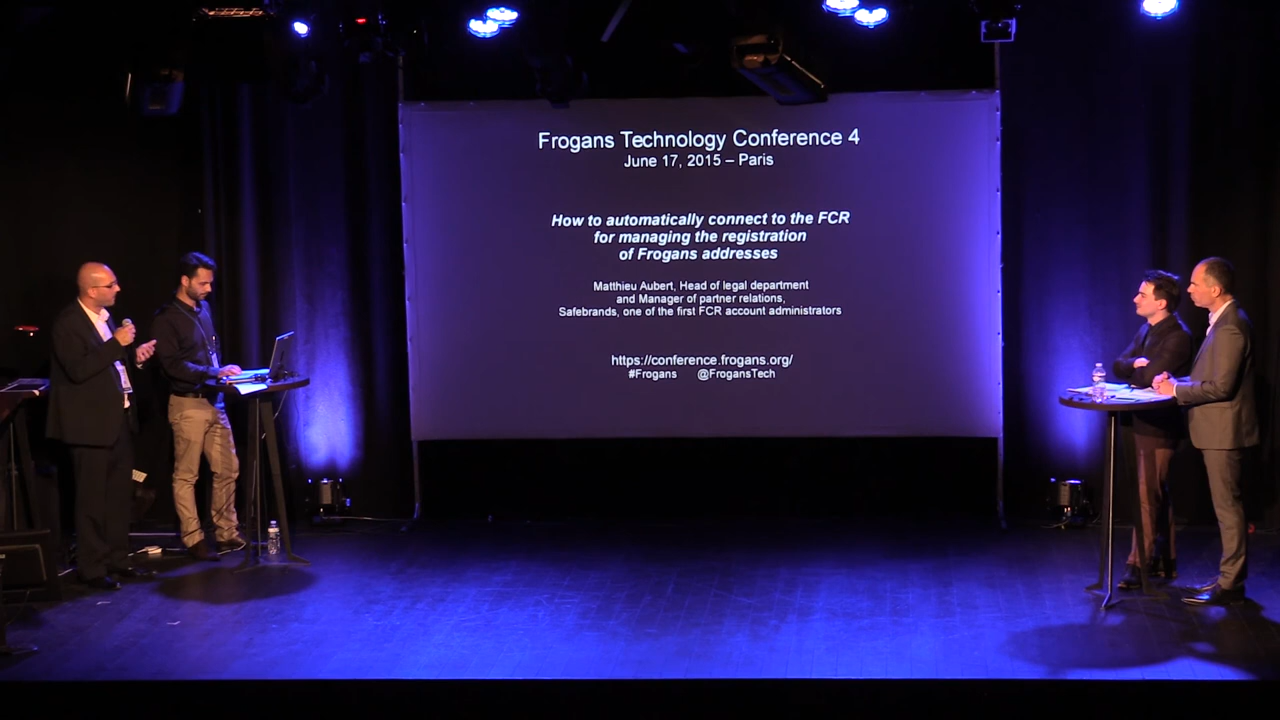 Frogans Technology Conference 4
June 17, 2015 – Paris
How to automatically connect to the FCR
for managing the registration
of Frogans addresses
Matthieu Aubert, Head of legal department
and Manager of partner relations,
Safebrands, one of the first FCR account administrators
https://conference.frogans.org/
#Frogans @FrogansTech